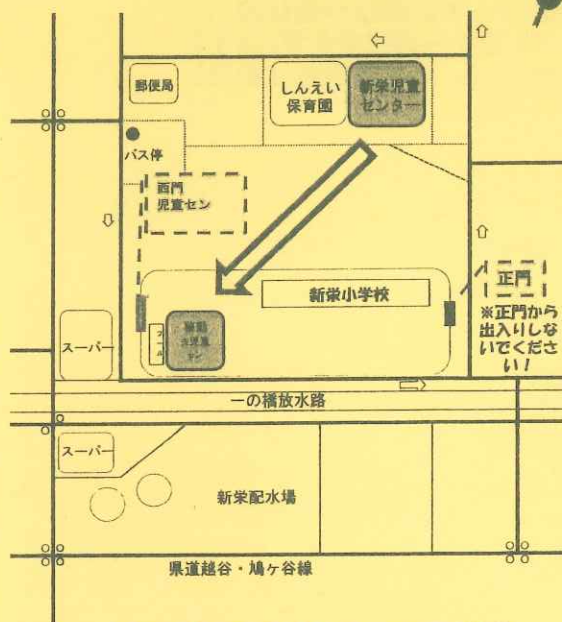 郵便局
しんえい
保育園
新栄児童
センター
バス停
西門
児童セン
新栄小学校
正門
※正門から
出入りしな
いでくださ
い！
スーパー
プール
一の橋放水路
スーパー
新栄配水場
県道越谷・鳩ヶ谷線